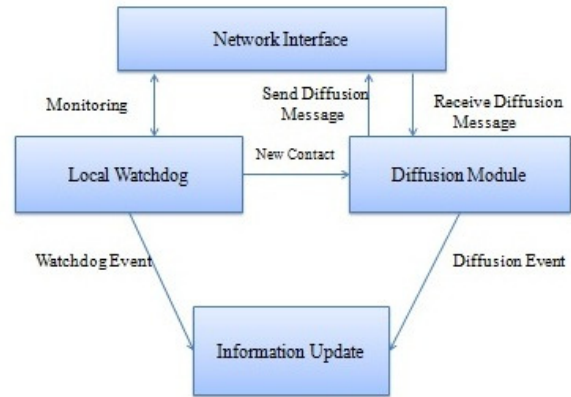 Network Interface
Monitoring
Send Diffusion
Message
Receive Diffusion
Message
Local Watchdog
New Contact
Diffusion Module
Watchdog Event
Diffusion Event
Information Update